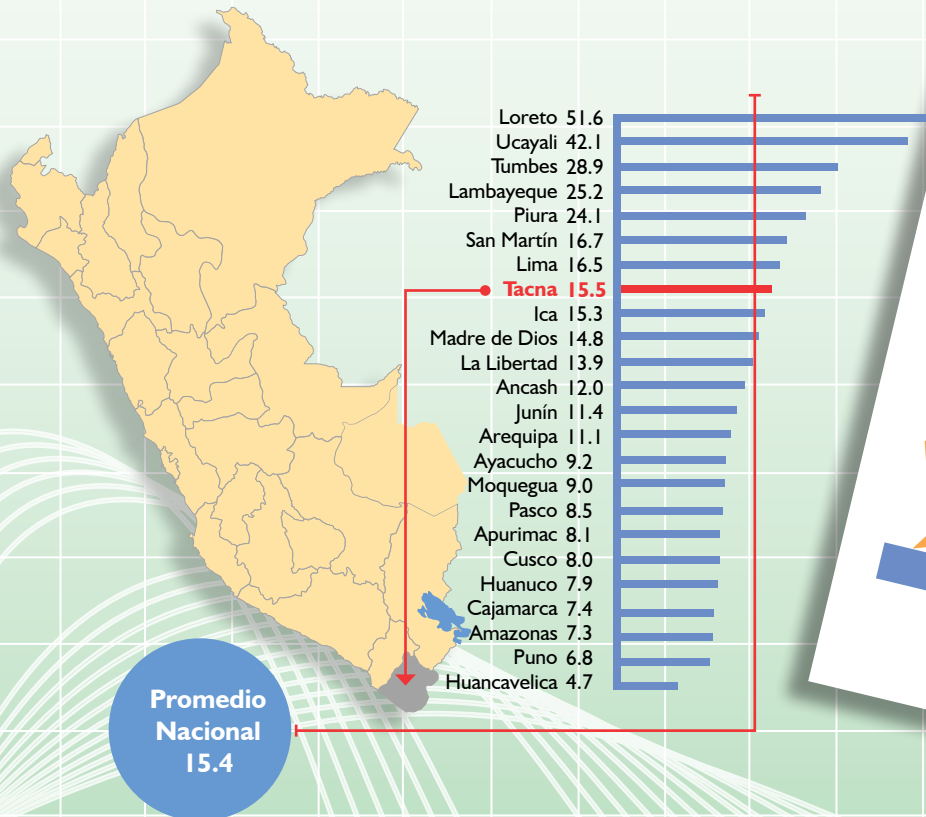 Loreto 51.6
Ucayali 42.1
Tumbes 28.9
Lambayeque 25.2
Piura 24.1
San Martín 16.7
Lima 16.5
Tacna 15.5
Ica 15.3
Madre de Dios 14.8
La Libertad 13.9
Ancash 12.0
Junín 11.4
Arequipa 11.1
Ayacucho 9.2
Moquegua 9.0
Pasco 8.5
Apurimac 8.1
Cusco 8.0
Huanuco 7.9
Cajamarca 7.4
Amazonas 7.3
Puno 6.8
Huancavelica 4.7
Promedio
Nacional
15.4